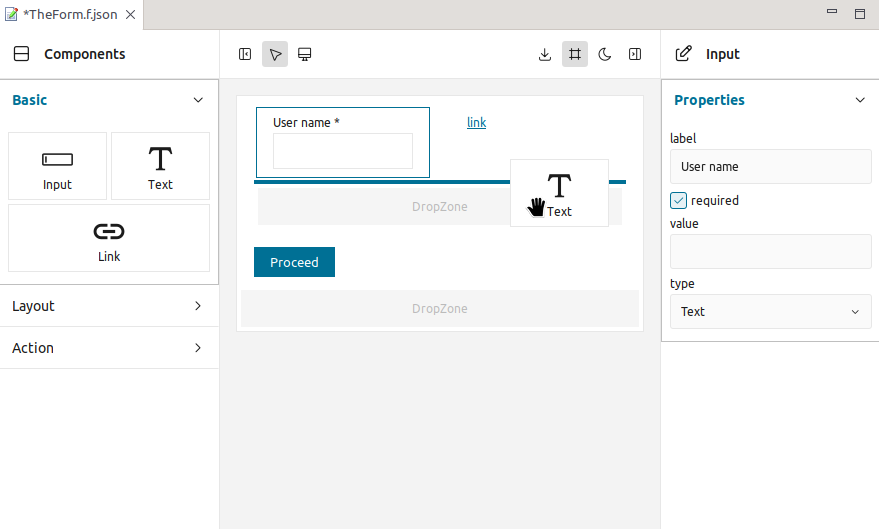 *TheForm.f.json
Components
Input
Basic
Input
Text
Link
Layout
Action
User name *
link
Text
DropZone
Proceed
DropZone
Properties
label
User name
required
value
type
Text